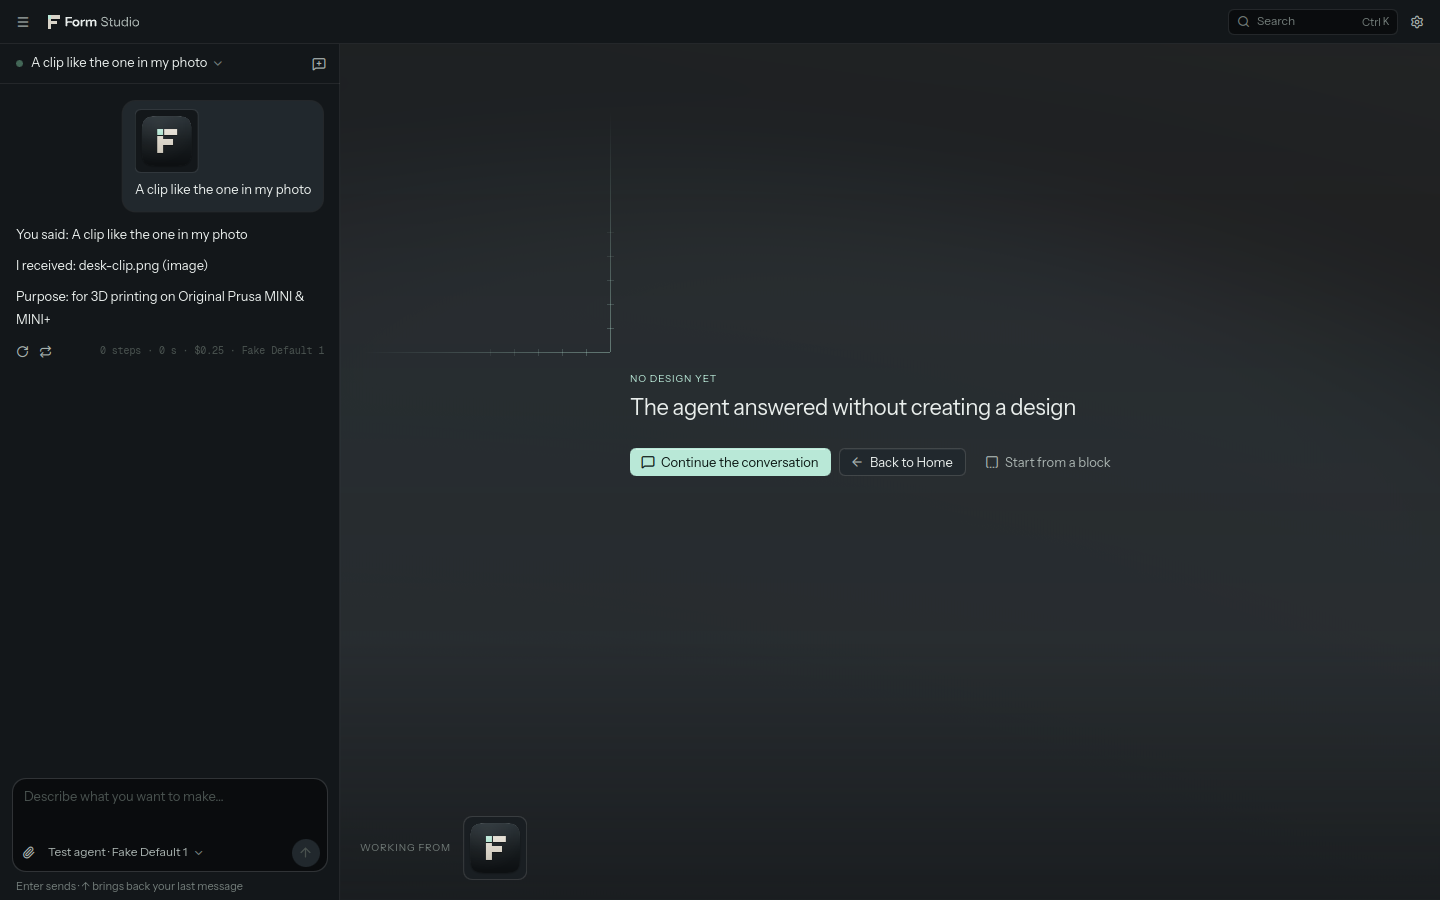 Form Studio
Search
Ctrl K
A clip like the one in my photo
A clip like the one in my photo
You said: A clip like the one in my photo
I received: desk-clip.png (image)
Purpose: for 3D printing on Original Prusa MINI &
MINI+
0 steps · 0 s · $0.25 · Fake Default 1
NO DESIGN YET
The agent answered without creating a design
Continue the conversation
Back to Home
Start from a block
WORKING FROM
Describe what you want to make...
Test agent · Fake Default 1
Enter sends · ↑ brings back your last message